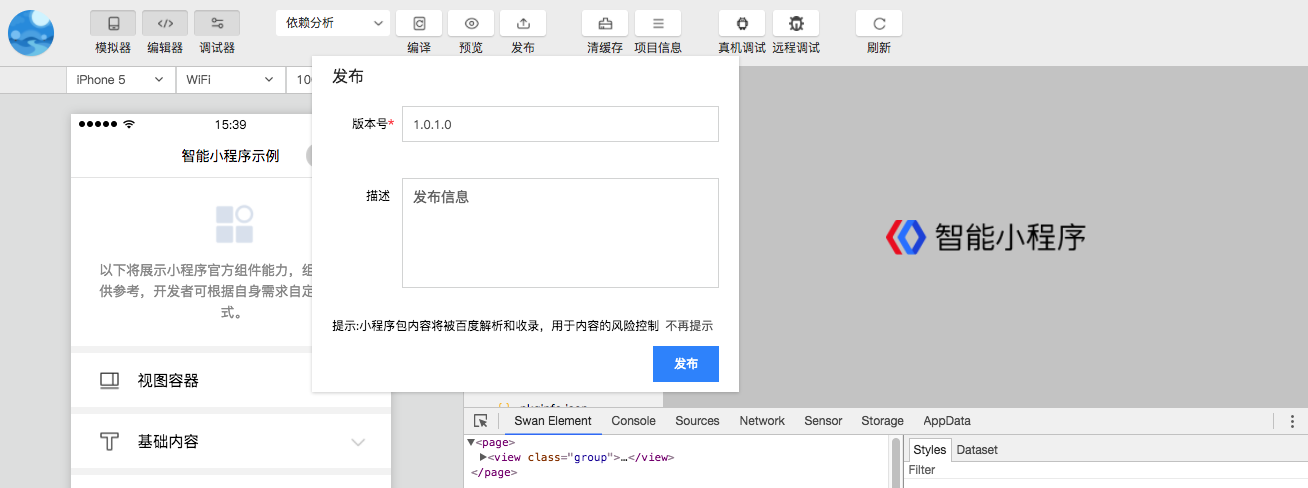 模拟器
编辑器
调试器
依赖分析
编译
预览
发布
清缓存
项目信息
真机调试
远程调试
刷新
iPhone 5
WiFi
发布
版本号*
1.0.1.0
描述
发布信息
提示:小程序包内容将被百度解析和收录，用于内容的风险控制
不再提示
发布
15:39
智能小程序示例
以下将展示小程序官方组件能力，组
供参考，开发者可根据自身需求自定
式。
视图容器
基础内容
智能小程序
Swan Element
Console
Sources
Network
Sensor
Storage
AppData
<page>
<view class="group">…</view>
</page>
Styles
Dataset
Filter